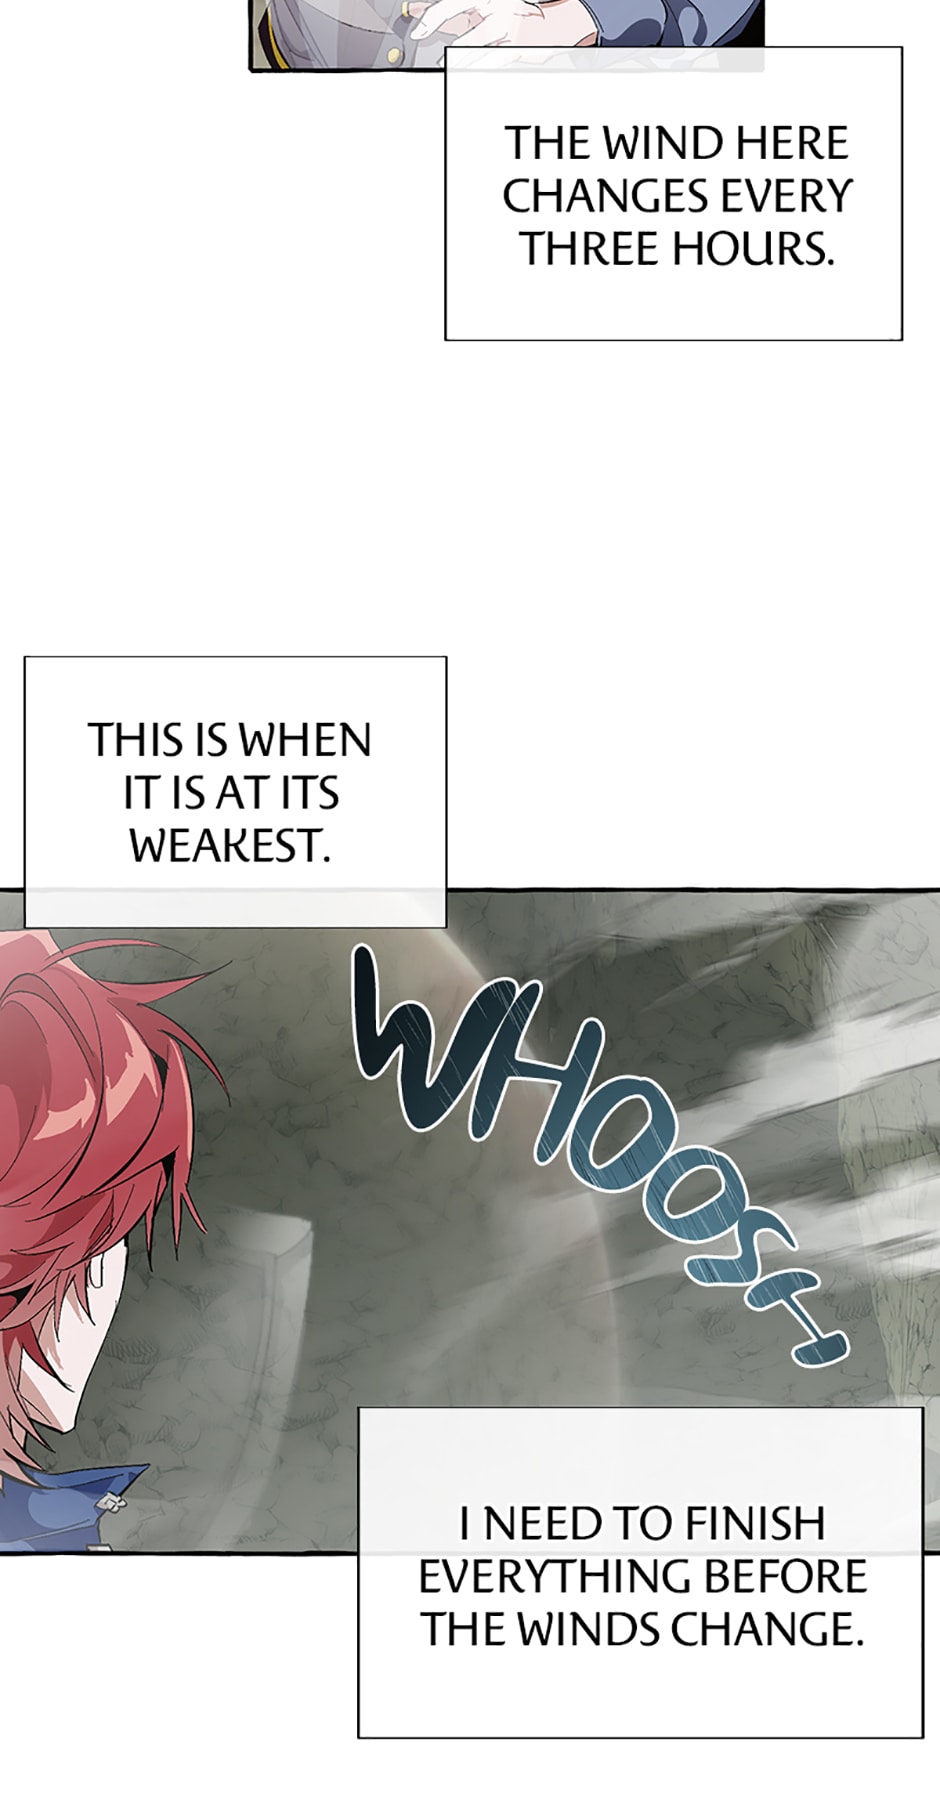 THE WIND HERE
CHANGES EVERY
THREE HOURS.
THIS IS WHEN
IT IS AT ITS
WEAKEST.
WHOOSH
I NEED TO FINISH
EVERYTHING BEFORE
THE WINDS CHANGE.